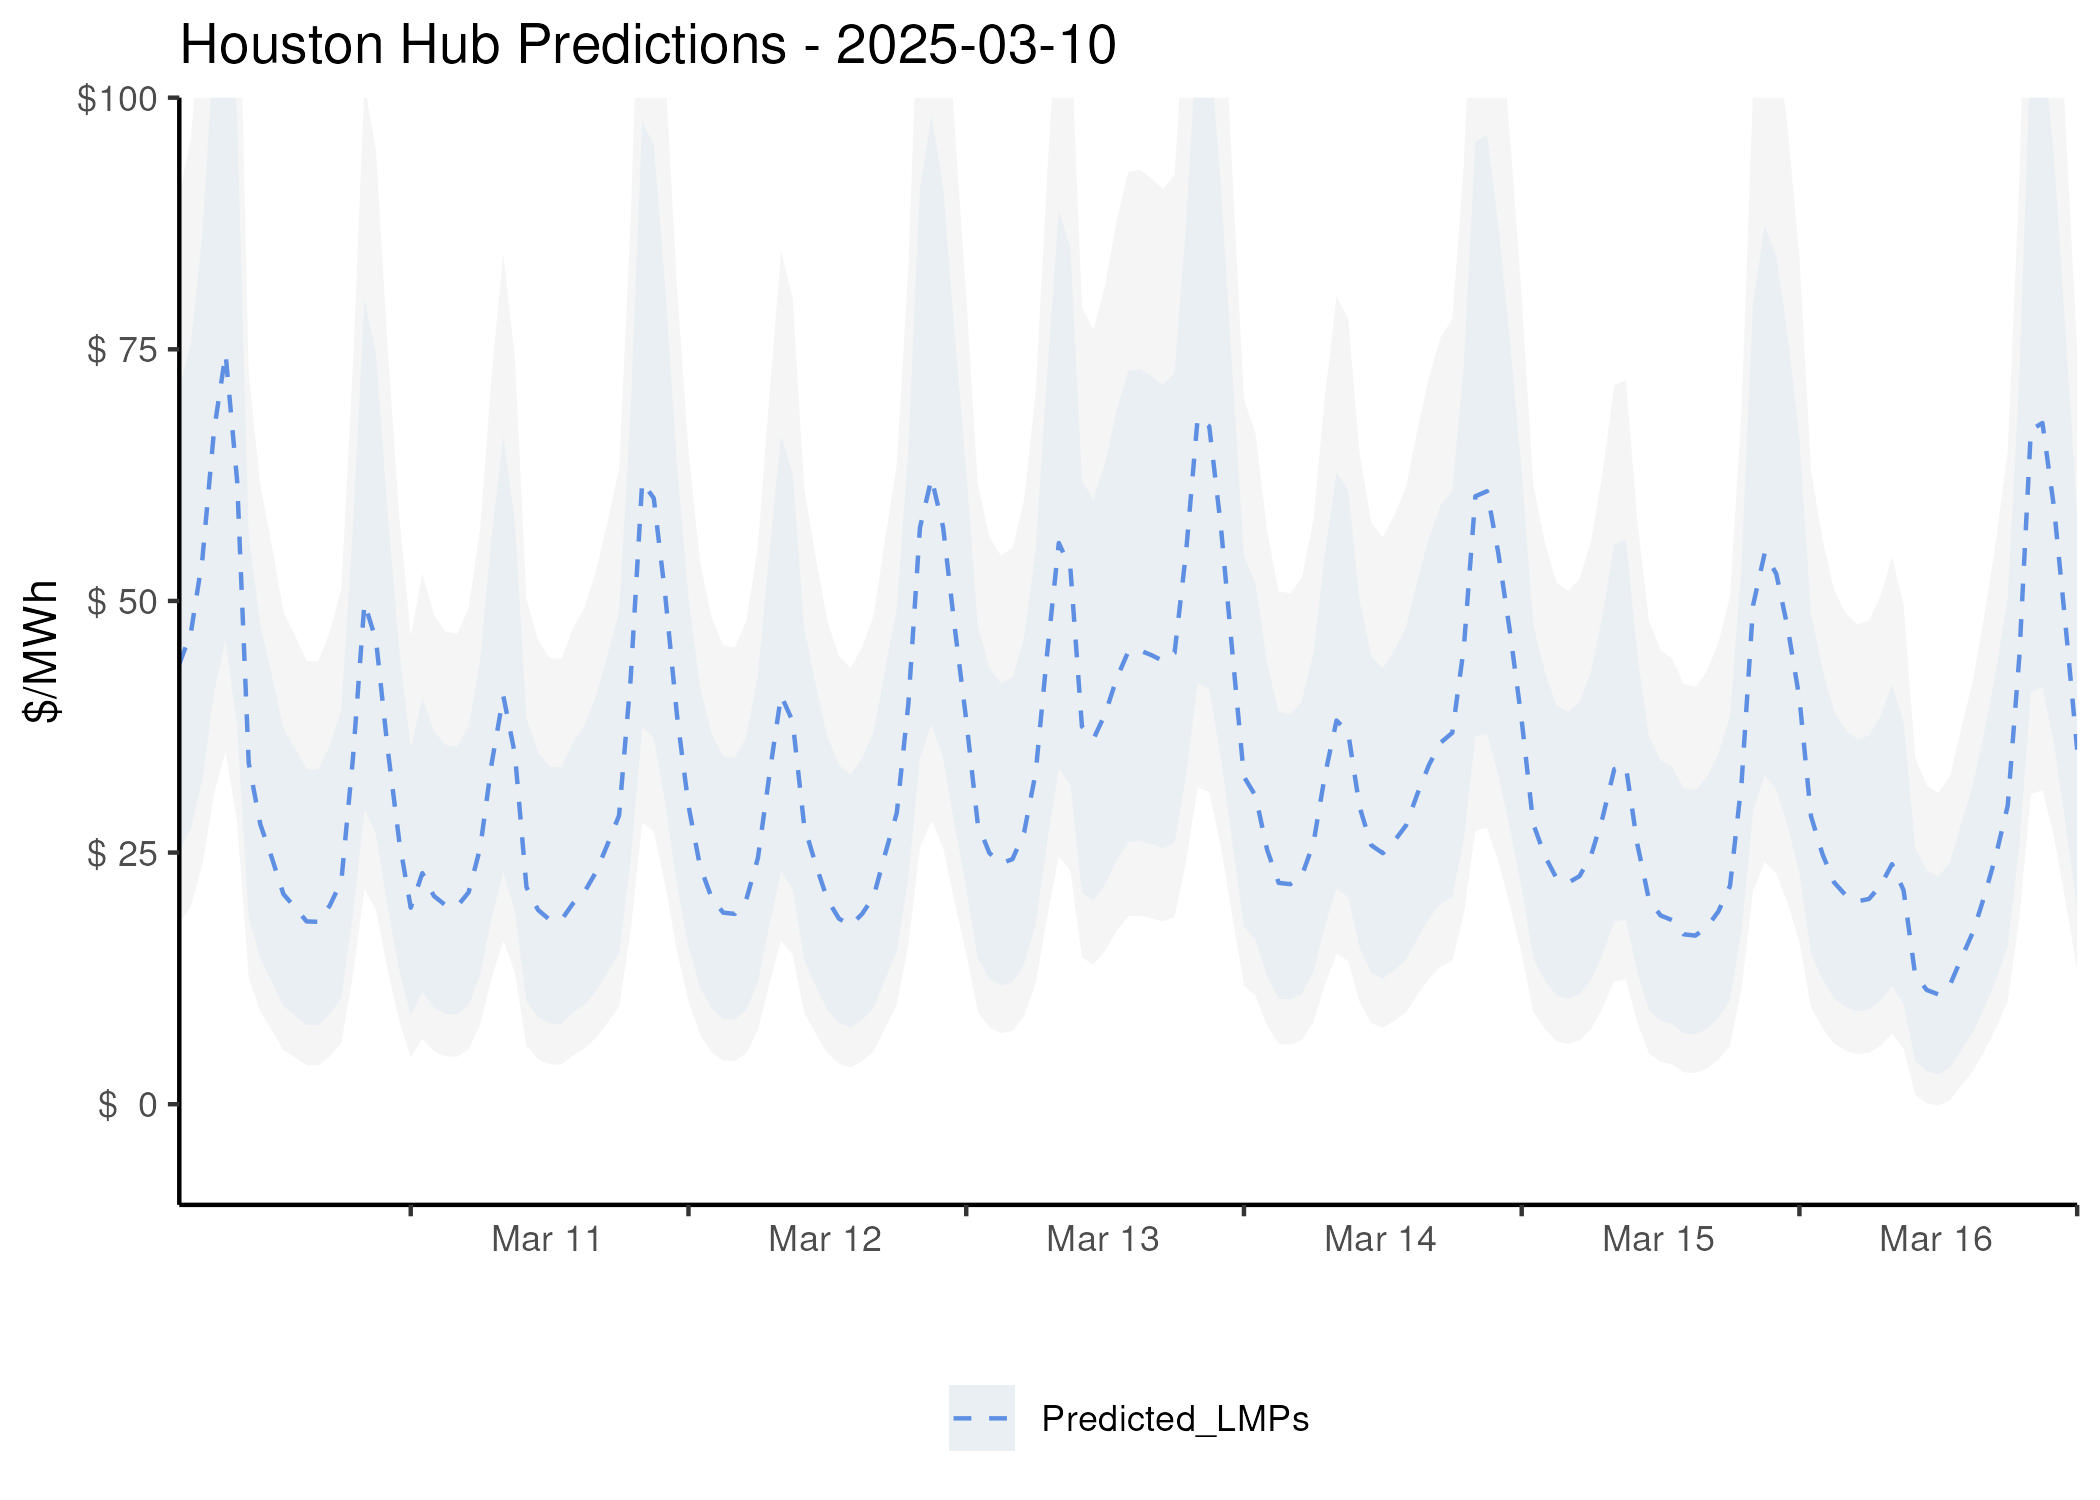 Houston Hub Predictions - 2025-03-10
$100
$ 75
$ 50
$ 25
$  0
$/MWh
Mar 11 Mar 12 Mar 13 Mar 14 Mar 15 Mar 16
Predicted_LMPs